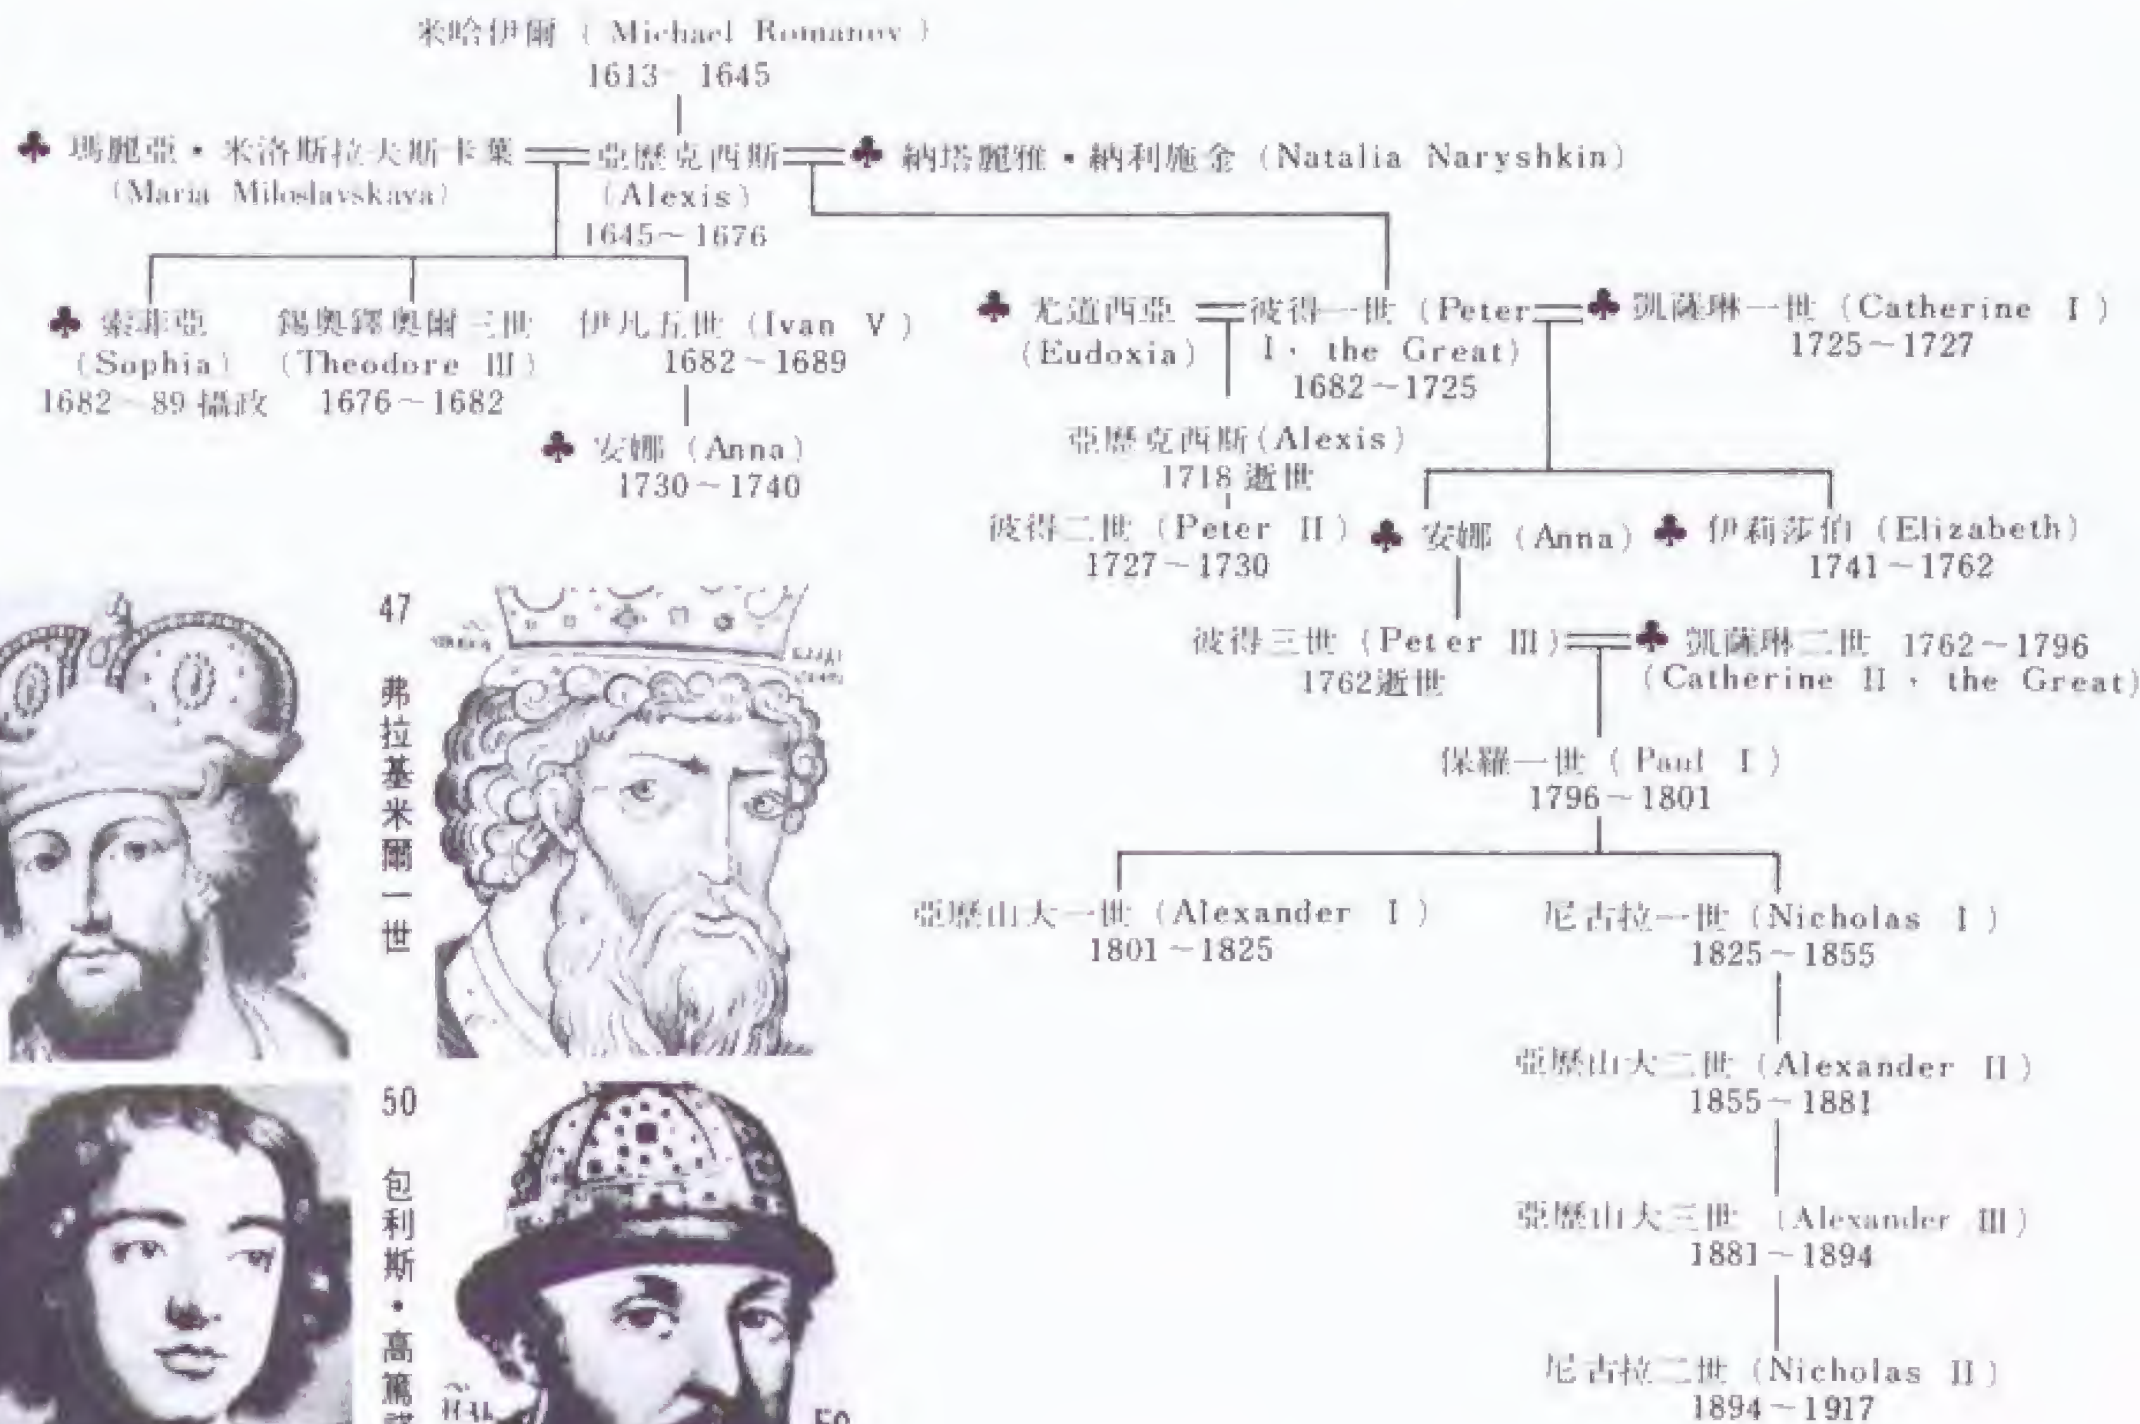 米哈伊爾 ( Michael Romanov )
1613- 1645
♣ 瑪麗亞・米洛斯拉夫斯卡葉
(Maria Miloslavskaya)
亞歷克西斯
(Alexis)
1645～1676
♣ 納塔麗雅・納利施金 (Natalia Naryshkin)
♣ 索菲亞
(Sophia)
1682～89 攝政
錫奧鐸奧爾三世
(Theodore III)
1676～1682
伊凡五世 (Ivan V)
1682～1689
♣ 安娜 (Anna)
1730～1740
♣ 尤道西亞
(Eudoxia)
彼得一世 (Peter
I, the Great)
1682～1725
♣ 凱薩琳一世 (Catherine I)
1725～1727
亞歷克西斯(Alexis)
1718 逝世
彼得二世 (Peter II)
1727～1730
♣ 安娜 (Anna)
♣ 伊莉莎伯 (Elizabeth)
1741～1762
彼得三世 (Peter III)
1762逝世
♣ 凱薩琳二世 1762～1796
(Catherine II, the Great)
保羅一世 ( Paul I )
1796～1801
亞歷山大一世 (Alexander I )
1801～1825
尼古拉一世 (Nicholas I )
1825～1855
亞歷山大二世 (Alexander II )
1855～1881
亞歷山大三世 (Alexander III )
1881～1894
尼古拉二世 (Nicholas II )
1894～1917
47 弗拉基米爾一世
50 包利斯・高篤